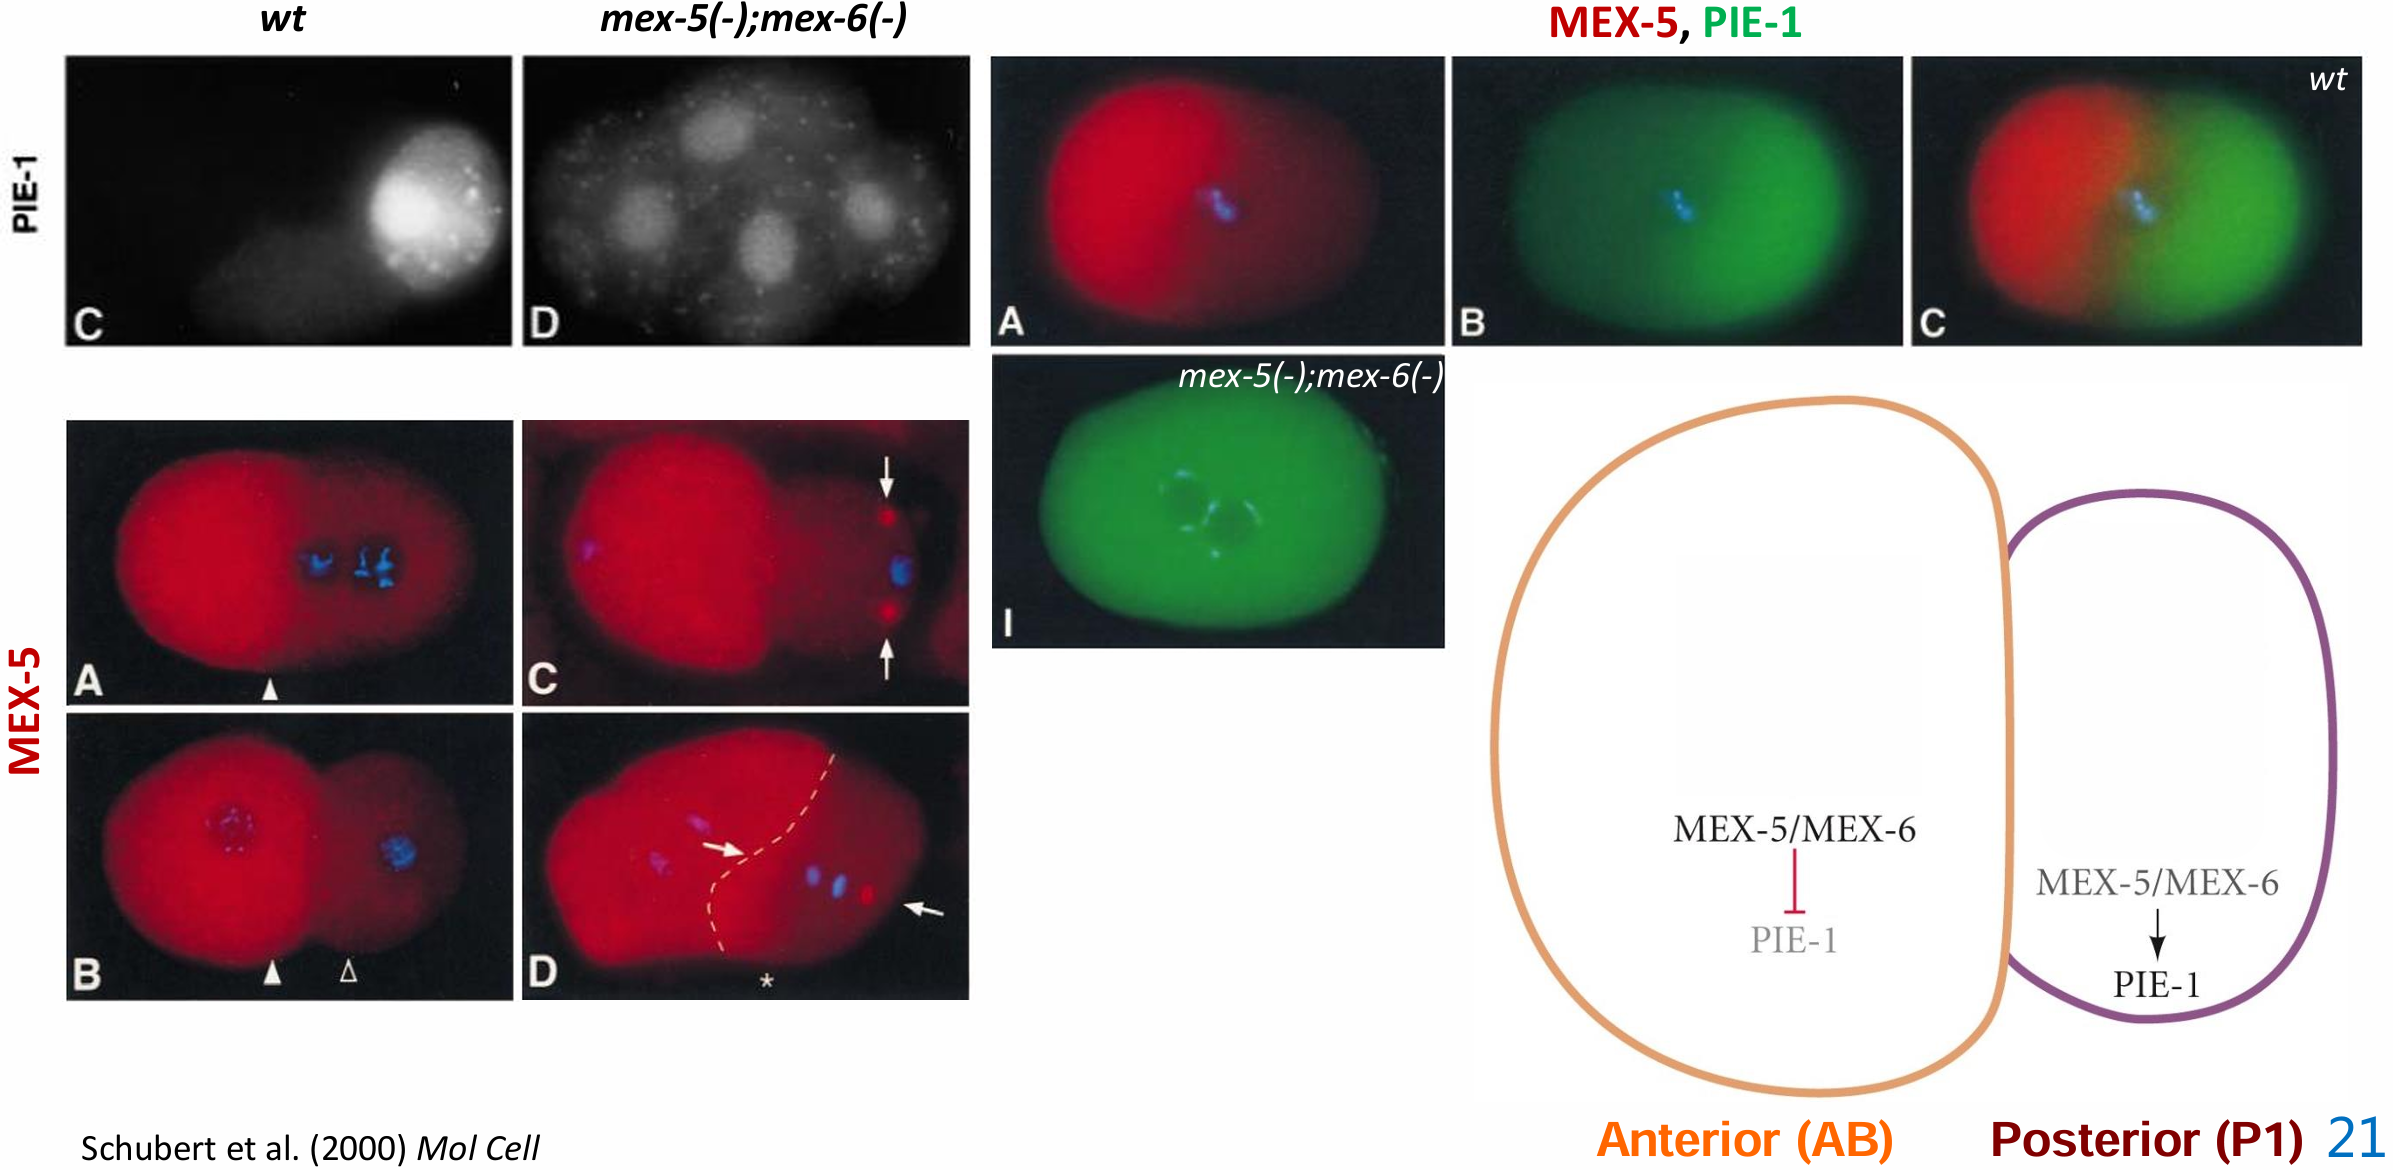 wt
mex-5(-);mex-6(-)
MEX-5, PIE-1
PIE-1
C
D
A
B
C
wt
mex-5(-);mex-6(-)
I
MEX-5
A
C
B
D
*
MEX-5/MEX-6
PIE-1
MEX-5/MEX-6
PIE-1
Anterior (AB)
Posterior (P1)
21
Schubert et al. (2000) Mol Cell